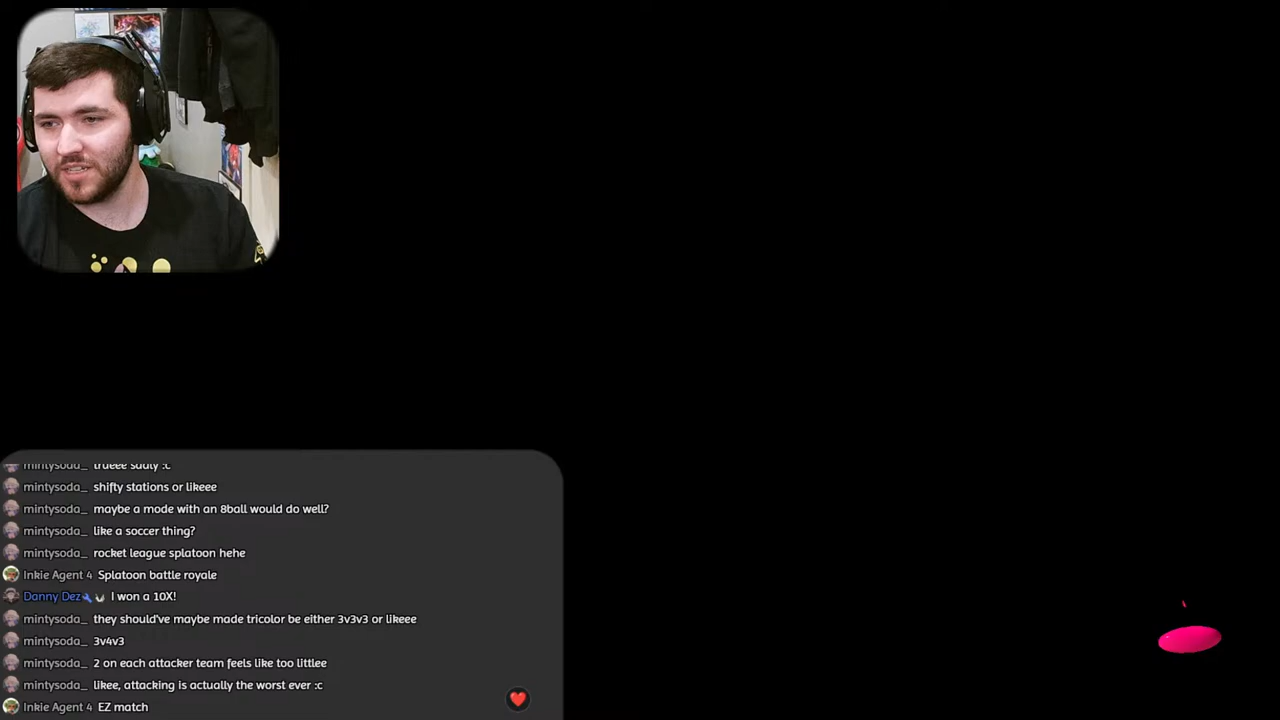 mintysoda_ trueee sadly :c
mintysoda_ shifty stations or likeee
mintysoda_ maybe a mode with an 8ball would do well?
mintysoda_ like a soccer thing?
mintysoda_ rocket league splatoon hehe
Inkie Agent 4 Splatoon battle royale
Danny Dez I won a 10X!
mintysoda_ they should've maybe made tricolor be either 3v3v3 or likeee
mintysoda_ 3v4v3
mintysoda_ 2 on each attacker team feels like too littlee
mintysoda_ likee, attacking is actually the worst ever :c
Inkie Agent 4 EZ match